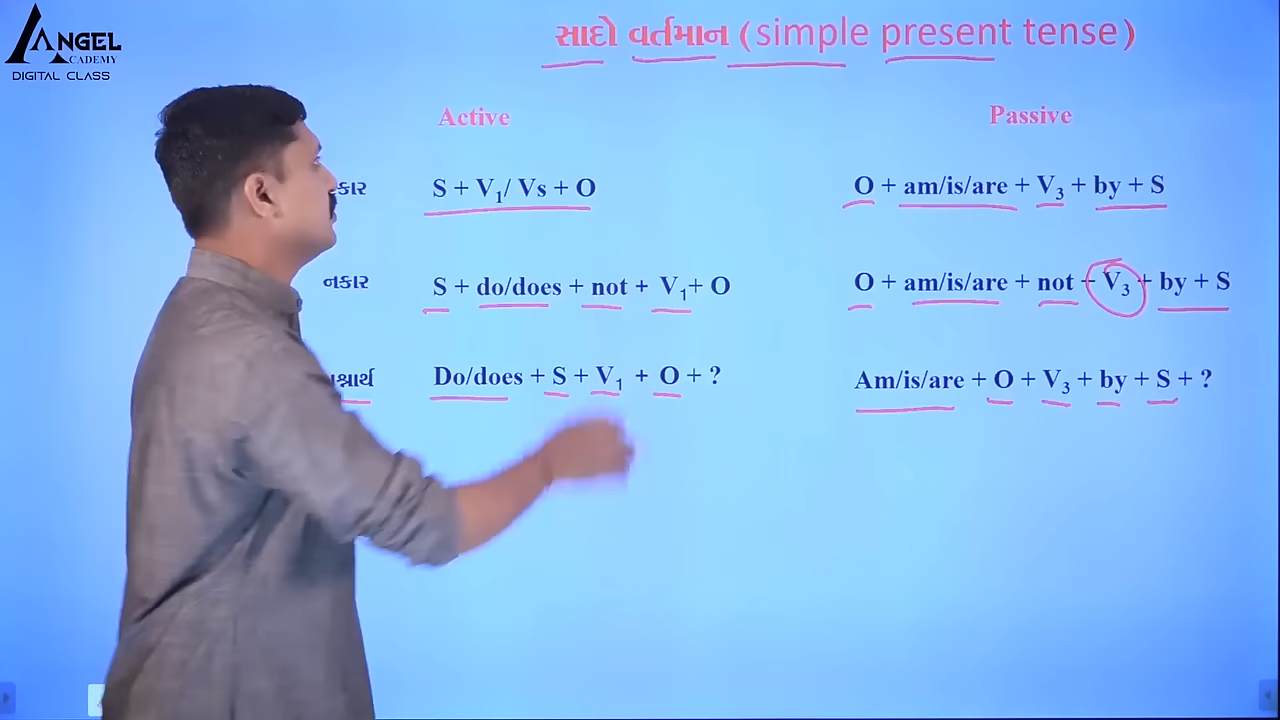 ANGEL
ACADEMY
DIGITAL CLASS
સાદો વર્તમાન (simple present tense)
Active Passive
S + V₁/ Vs + O O + am/is/are + V₃ + by + S
નકાર S + do/does + not + V₁+ O O + am/is/are + not + V₃ + by + S
Do/does + S + V₁ + O + ? Am/is/are + O + V₃ + by + S + ?